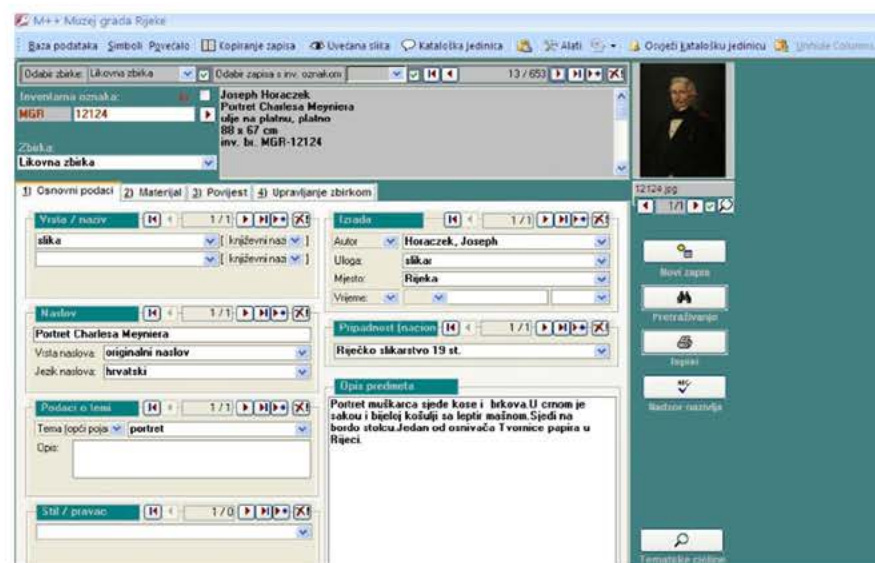 M++ Muzej grada Rijeke
Baza podataka Simboli Povećalo Kopiranje zapisa Uvećana slika Kataloška jedinica Alati Osvježi katalošku jedinicu Unhide Columns
Odabir zbirke: Likovna zbirka Odabir zapisa s inv. oznakom 13 / 653
Inventarna oznaka:
MGR 12124
Zbirka:
Likovna zbirka
Joseph Horaczek
Portret Charlesa Meyniera
ulje na platnu, platno
88 x 67 cm
inv. br. MGR-12124
12124.jpg
1/1
1) Osnovni podaci 2) Materijal 3) Povijest 4) Upravljanje zbirkom
Vrsta / naziv 1 / 1
slika [ književni nazi ]
[ književni nazi ]
Naslov 1 / 1
Portret Charlesa Meyniera
Vrsta naslova: originalni naslov
Jezik naslova: hrvatski
Podaci o temi 1 / 1
Tema (opći poja portret
Opis:
Stil / pravac 1 / 0
Izrada 1 / 1
Autor Horaczek, Joseph
Uloga: slikar
Mjesto: Rijeka
Vrijeme:
Pripadnost (nacion 1 / 1
Riječko slikarstvo 19 st.
Opis predmeta
Portret muškarca sjede kose i brkova.U crnom je
sakou i bijeloj košulji sa leptir mašnom.Sjedi na
bordo stolcu.Jedan od osnivača Tvornice papira u
Rijeci.
Novi zapis
Pretraživanje
Ispisi
Nadzor nazivlja
Tematske cjeline